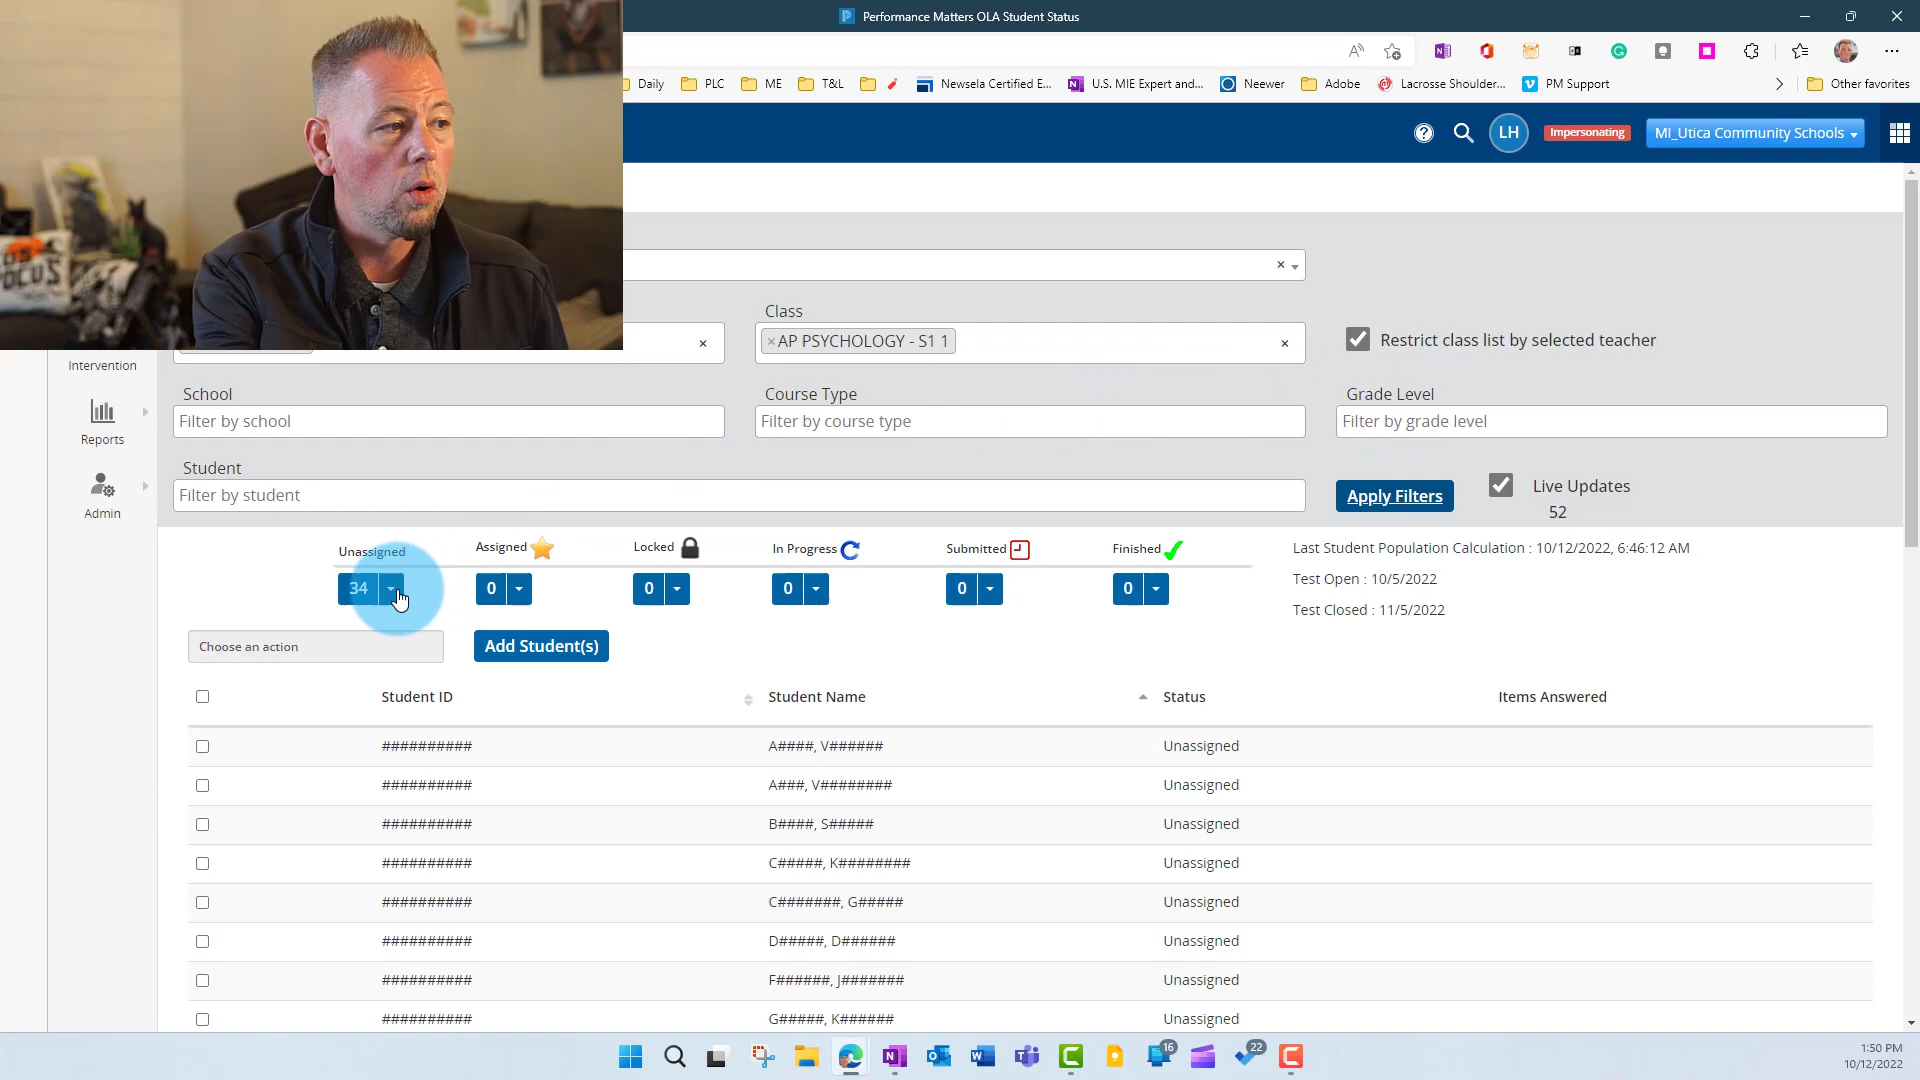 Performance Matters OLA Student Status
Daily PLC ME T&L Newsela Certified E... U.S. MIE Expert and... Neewer Adobe Lacrosse Shoulder... PM Support Other favorites
LH Impersonating MI_Utica Community Schools
Class
×AP PSYCHOLOGY - S1 1
Restrict class list by selected teacher
Intervention
School Course Type Grade Level
Filter by school Filter by course type Filter by grade level
Reports
Student
Filter by student Apply Filters Live Updates
52
Admin
Unassigned Assigned Locked In Progress Submitted Finished
34 0 0 0 0 0
Last Student Population Calculation : 10/12/2022, 6:46:12 AM
Test Open : 10/5/2022
Test Closed : 11/5/2022
Choose an action Add Student(s)
Student ID Student Name Status Items Answered
########## A####, V###### Unassigned
########## A###, V######## Unassigned
########## B####, S##### Unassigned
########## C#####, K######## Unassigned
########## C#######, G##### Unassigned
########## D#####, D###### Unassigned
########## F######, J####### Unassigned
########## G#####, K###### Unassigned
16 22
1:50 PM
10/12/2022